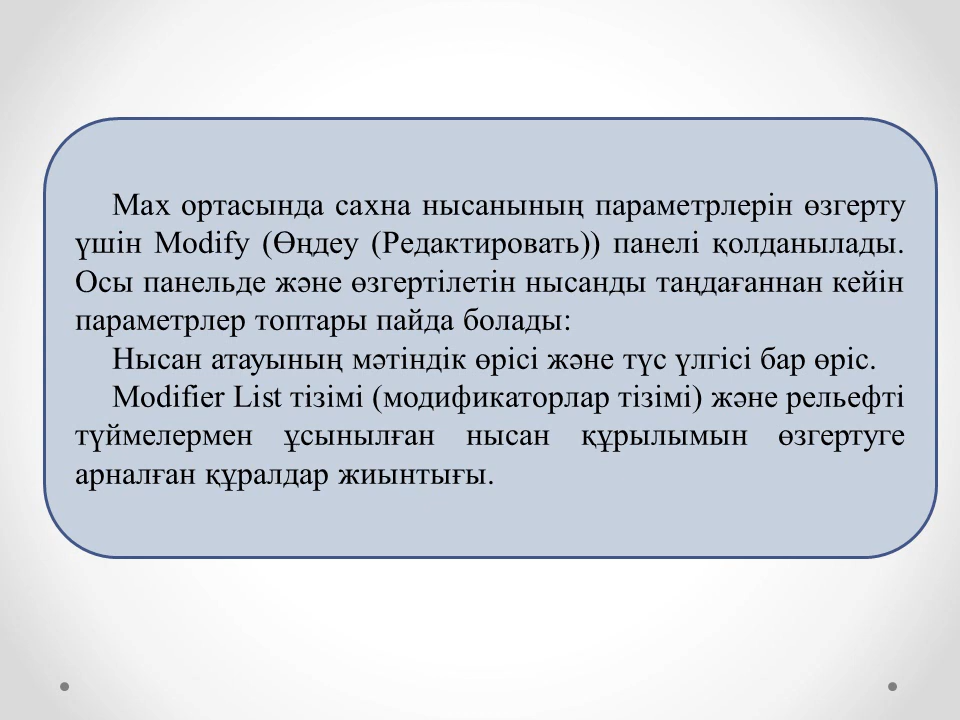 Max ортасында сахна нысанының параметрлерін өзгерту
үшін Modify (Өңдеу (Редактировать)) панелі қолданылады.
Осы панельде және өзгертілетін нысанды таңдағаннан кейін
параметрлер топтары пайда болады:
Нысан атауының мәтіндік өрісі және түс үлгісі бар өріс.
Modifier List тізімі (модификаторлар тізімі) және рельефті
түймелермен ұсынылған нысан құрылымын өзгертуге
арналған құралдар жиынтығы.